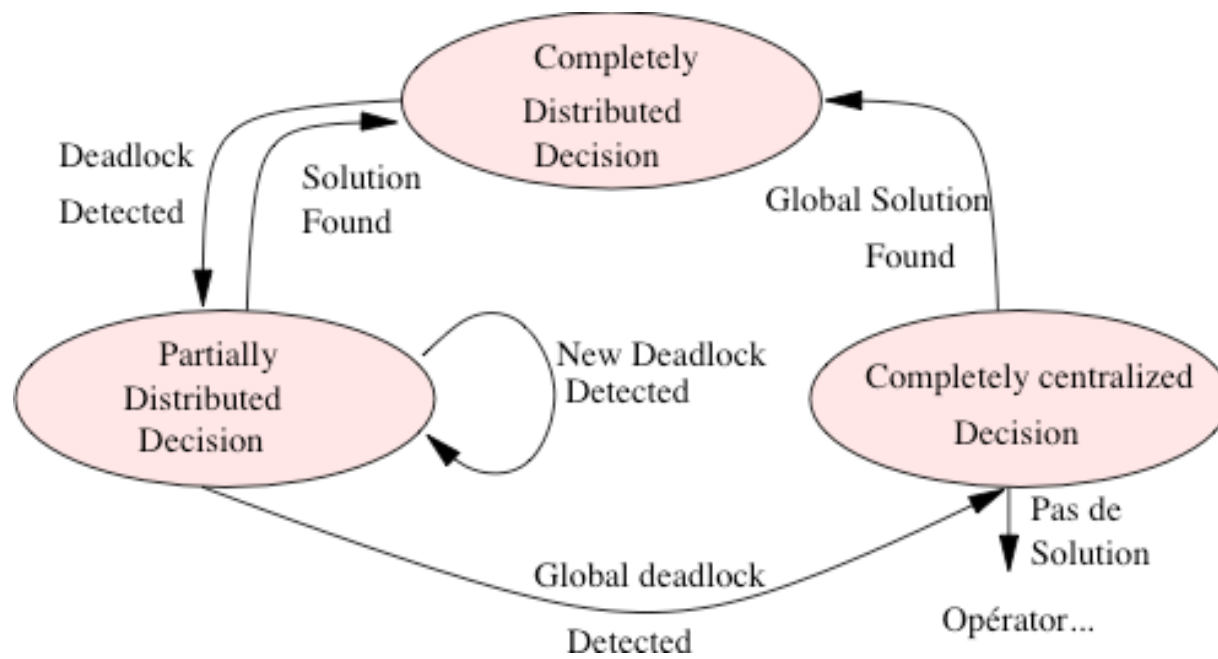 Completely
Distributed
Decision
Deadlock
Detected
Solution
Found
Global Solution
Found
Partially
Distributed
Decision
New Deadlock
Detected
Completely centralized
Decision
Pas de
Solution
Global deadlock
Detected
Opérator...